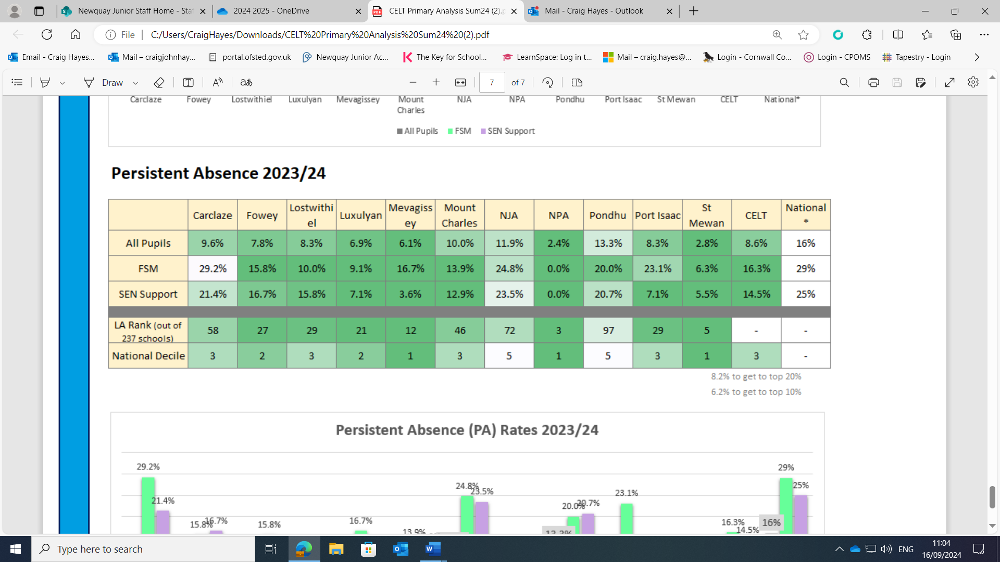 Newquay Junior Staff Home - Staf
2024 2025 - OneDrive
CELT Primary Analysis Sum24 (2).p
Mail - Craig Hayes - Outlook
File
C:/Users/CraigHayes/Downloads/CELT%20Primary%20Analysis%20Sum24%20(2).pdf
Email - Craig Hayes... Mail – craigjohnhay... portal.ofsted.gov.uk Newquay Junior Ac... The Key for School... LearnSpace: Log in t... Mail – craig.hayes@... Login - Cornwall Co... Login - CPOMS Tapestry - Login
Draw aあ 7 of 7
Carclaze Fowey Lostwithiel Luxulyan Mevagissey Mount Charles NJA NPA Pondhu Port Isaac St Mewan CELT National*
All Pupils FSM SEN Support
Persistent Absence 2023/24
Carclaze Fowey Lostwithi el Luxulyan Mevagiss ey Mount Charles NJA NPA Pondhu Port Isaac St Mewan CELT National *
All Pupils 9.6% 7.8% 8.3% 6.9% 6.1% 10.0% 11.9% 2.4% 13.3% 8.3% 2.8% 8.6% 16%
FSM 29.2% 15.8% 10.0% 9.1% 16.7% 13.9% 24.8% 0.0% 20.0% 23.1% 6.3% 16.3% 29%
SEN Support 21.4% 16.7% 15.8% 7.1% 3.6% 12.9% 23.5% 0.0% 20.7% 7.1% 5.5% 14.5% 25%
LA Rank (out of 237 schools) 58 27 29 21 12 46 72 3 97 29 5 - -
National Decile 3 2 3 2 1 3 5 1 5 3 1 3 -
8.2% to get to top 20%
6.2% to get to top 10%
Persistent Absence (PA) Rates 2023/24
29.2% 29%
24.8% 25%
23.5% 23.1%
21.4% 20.0% 20.7%
15.8% 16.7% 15.8% 16.7% 16.3% 16%
13.9% 13.3% 14.5%
Type here to search
ENG
11:04
16/09/2024